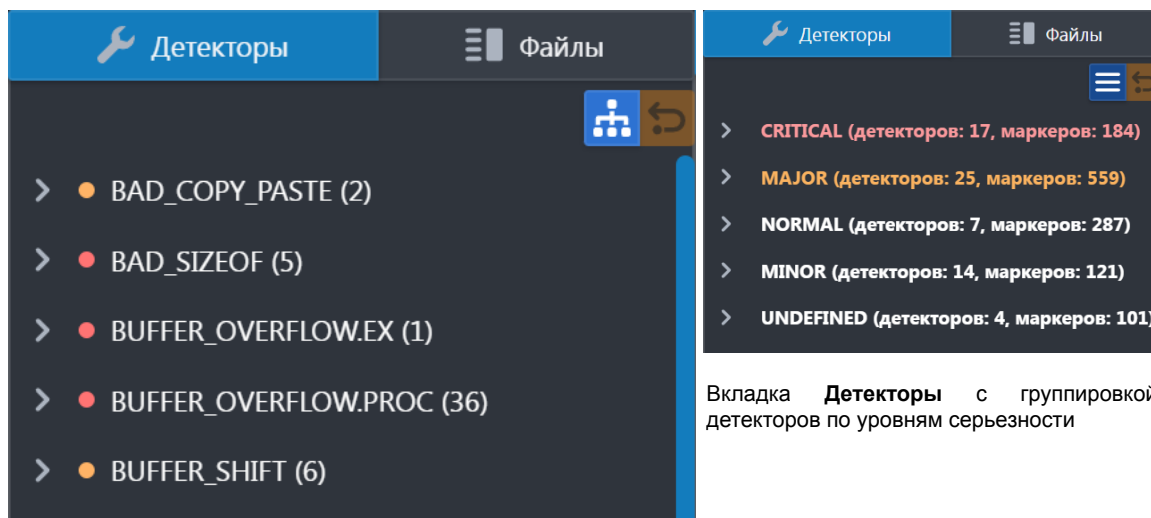 Детекторы
Файлы
BAD_COPY_PASTE (2)
BAD_SIZEOF (5)
BUFFER_OVERFLOW.EX (1)
BUFFER_OVERFLOW.PROC (36)
BUFFER_SHIFT (6)
Детекторы
Файлы
CRITICAL (детекторов: 17, маркеров: 184)
MAJOR (детекторов: 25, маркеров: 559)
NORMAL (детекторов: 7, маркеров: 287)
MINOR (детекторов: 14, маркеров: 121)
UNDEFINED (детекторов: 4, маркеров: 101)
Вкладка Детекторы с группировкой
детекторов по уровням серьезности